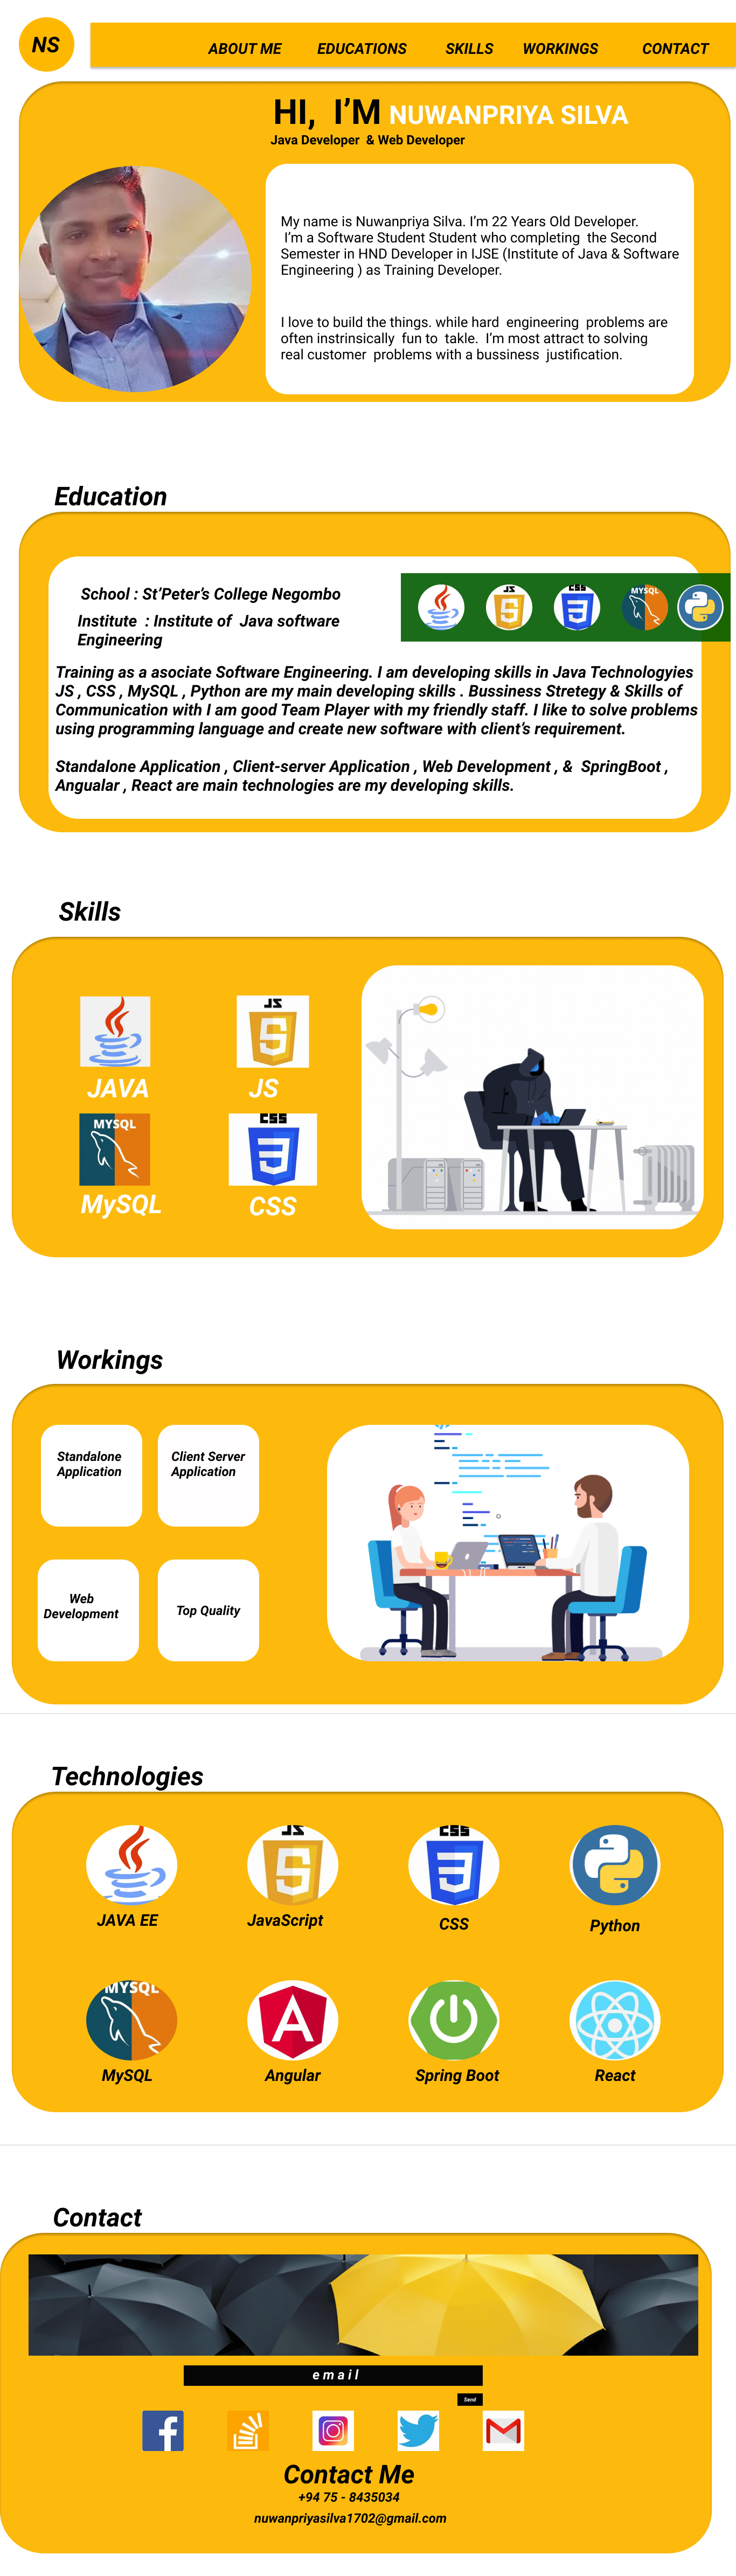 NS
ABOUT ME EDUCATIONS SKILLS WORKINGS CONTACT
HI, I’M NUWANPRIYA SILVA
Java Developer & Web Developer
My name is Nuwanpriya Silva. I’m 22 Years Old Developer.
I’m a Software Student Student who completing the Second
Semester in HND Developer in IJSE (Institute of Java & Software
Engineering ) as Training Developer.
I love to build the things. while hard engineering problems are
often instrinsically fun to takle. I’m most attract to solving
real customer problems with a bussiness justification.
Education
School : St’Peter’s College Negombo
JS CSS MYSQL
Institute : Institute of Java software
Engineering
Training as a asociate Software Engineering. I am developing skills in Java Technologyies
JS , CSS , MySQL , Python are my main developing skills . Bussiness Stretegy & Skills of
Communication with I am good Team Player with my friendly staff. I like to solve problems
using programming language and create new software with client’s requirement.
Standalone Application , Client-server Application , Web Development , & SpringBoot ,
Angualar , React are main technologies are my developing skills.
Skills
JS
JAVA JS
MYSQL CSS
MySQL CSS
Workings
Standalone
Application
Client Server
Application
Web
Development
Top Quality
Technologies
JS CSS
JAVA EE JavaScript CSS Python
MYSQL
MySQL Angular Spring Boot React
Contact
email
Send
Contact Me
+94 75 - 8435034
nuwanpriyasilva1702@gmail.com